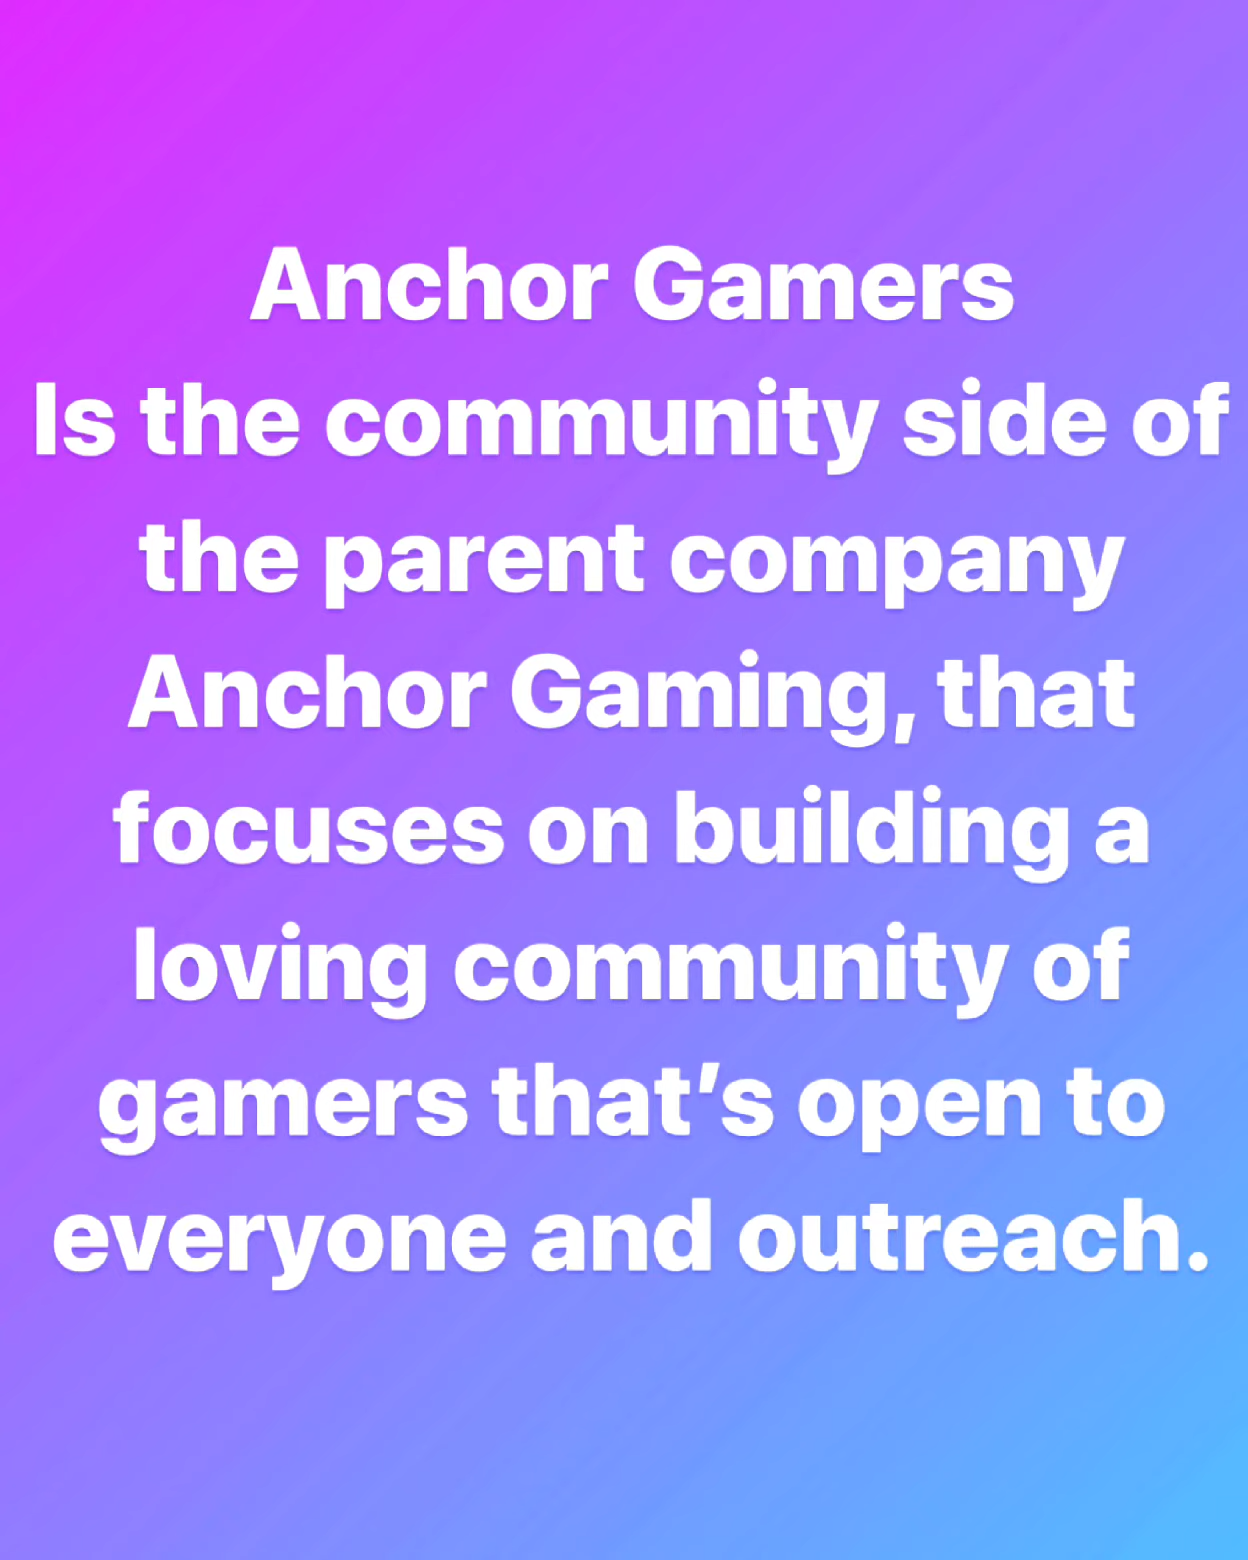 Anchor Gamers
Is the community side of
the parent company
Anchor Gaming, that
focuses on building a
loving community of
gamers that’s open to
everyone and outreach.